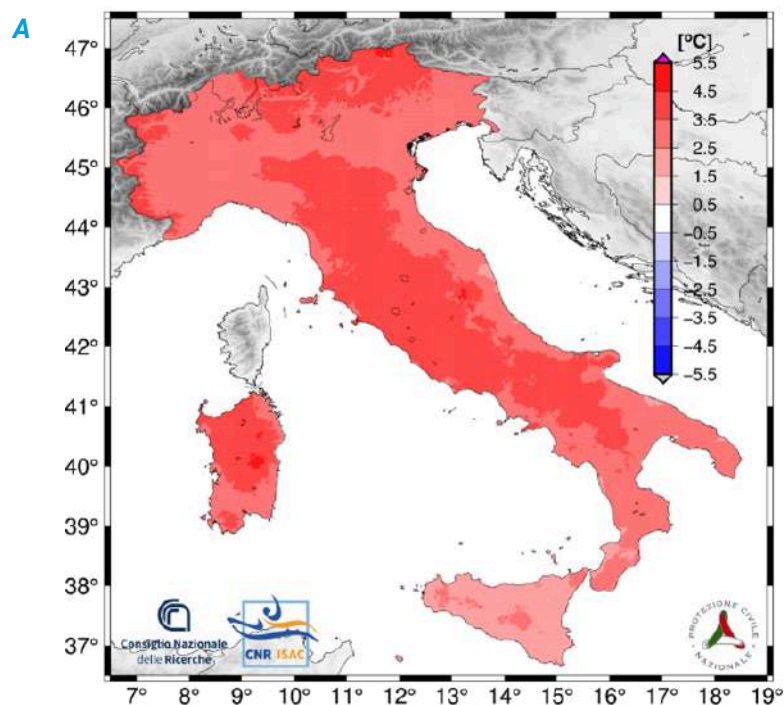 A
[ºC]
5.5
4.5
3.5
2.5
1.5
0.5
-0.5
-1.5
-2.5
-3.5
-4.5
-5.5
47°
46°
45°
44°
43°
42°
41°
40°
39°
38°
37°
Consiglio Nazionale
delle Ricerche
CNR ISAC
PROTEZIONE CIVILE
NAZIONALE
7° 8° 9° 10° 11° 12° 13° 14° 15° 16° 17° 18° 19°